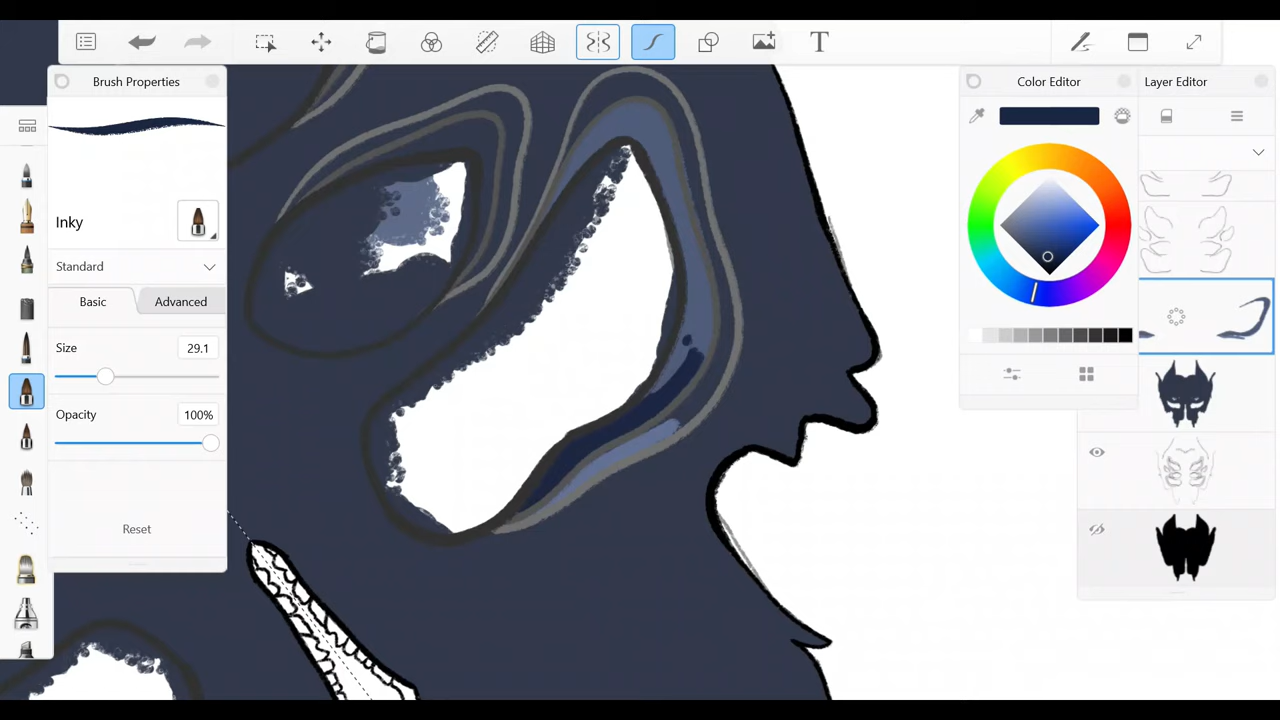 T
Brush Properties
Color Editor
Layer Editor
Inky
Standard
Basic
Advanced
Size
29.1
Opacity
100%
Reset